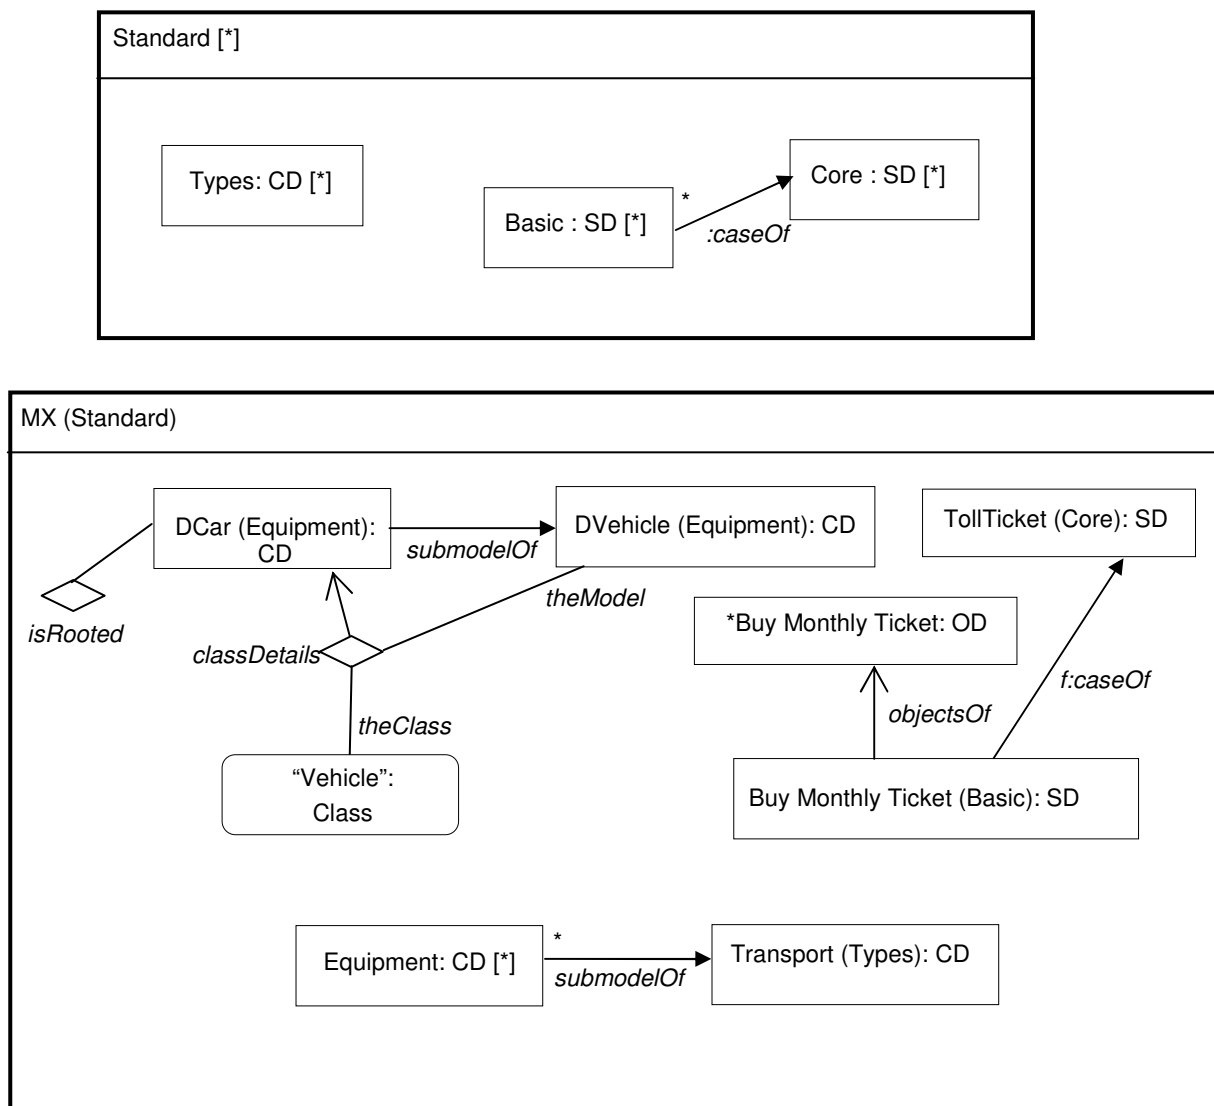 Standard [*]
Types: CD [*]
Basic : SD [*]
*
:caseOf
Core : SD [*]
MX (Standard)
DCar (Equipment):
CD
submodelOf
DVehicle (Equipment): CD
TollTicket (Core): SD
isRooted
theModel
*Buy Monthly Ticket: OD
classDetails
f:caseOf
objectsOf
theClass
“Vehicle”:
Class
Buy Monthly Ticket (Basic): SD
Equipment: CD [*]
*
submodelOf
Transport (Types): CD